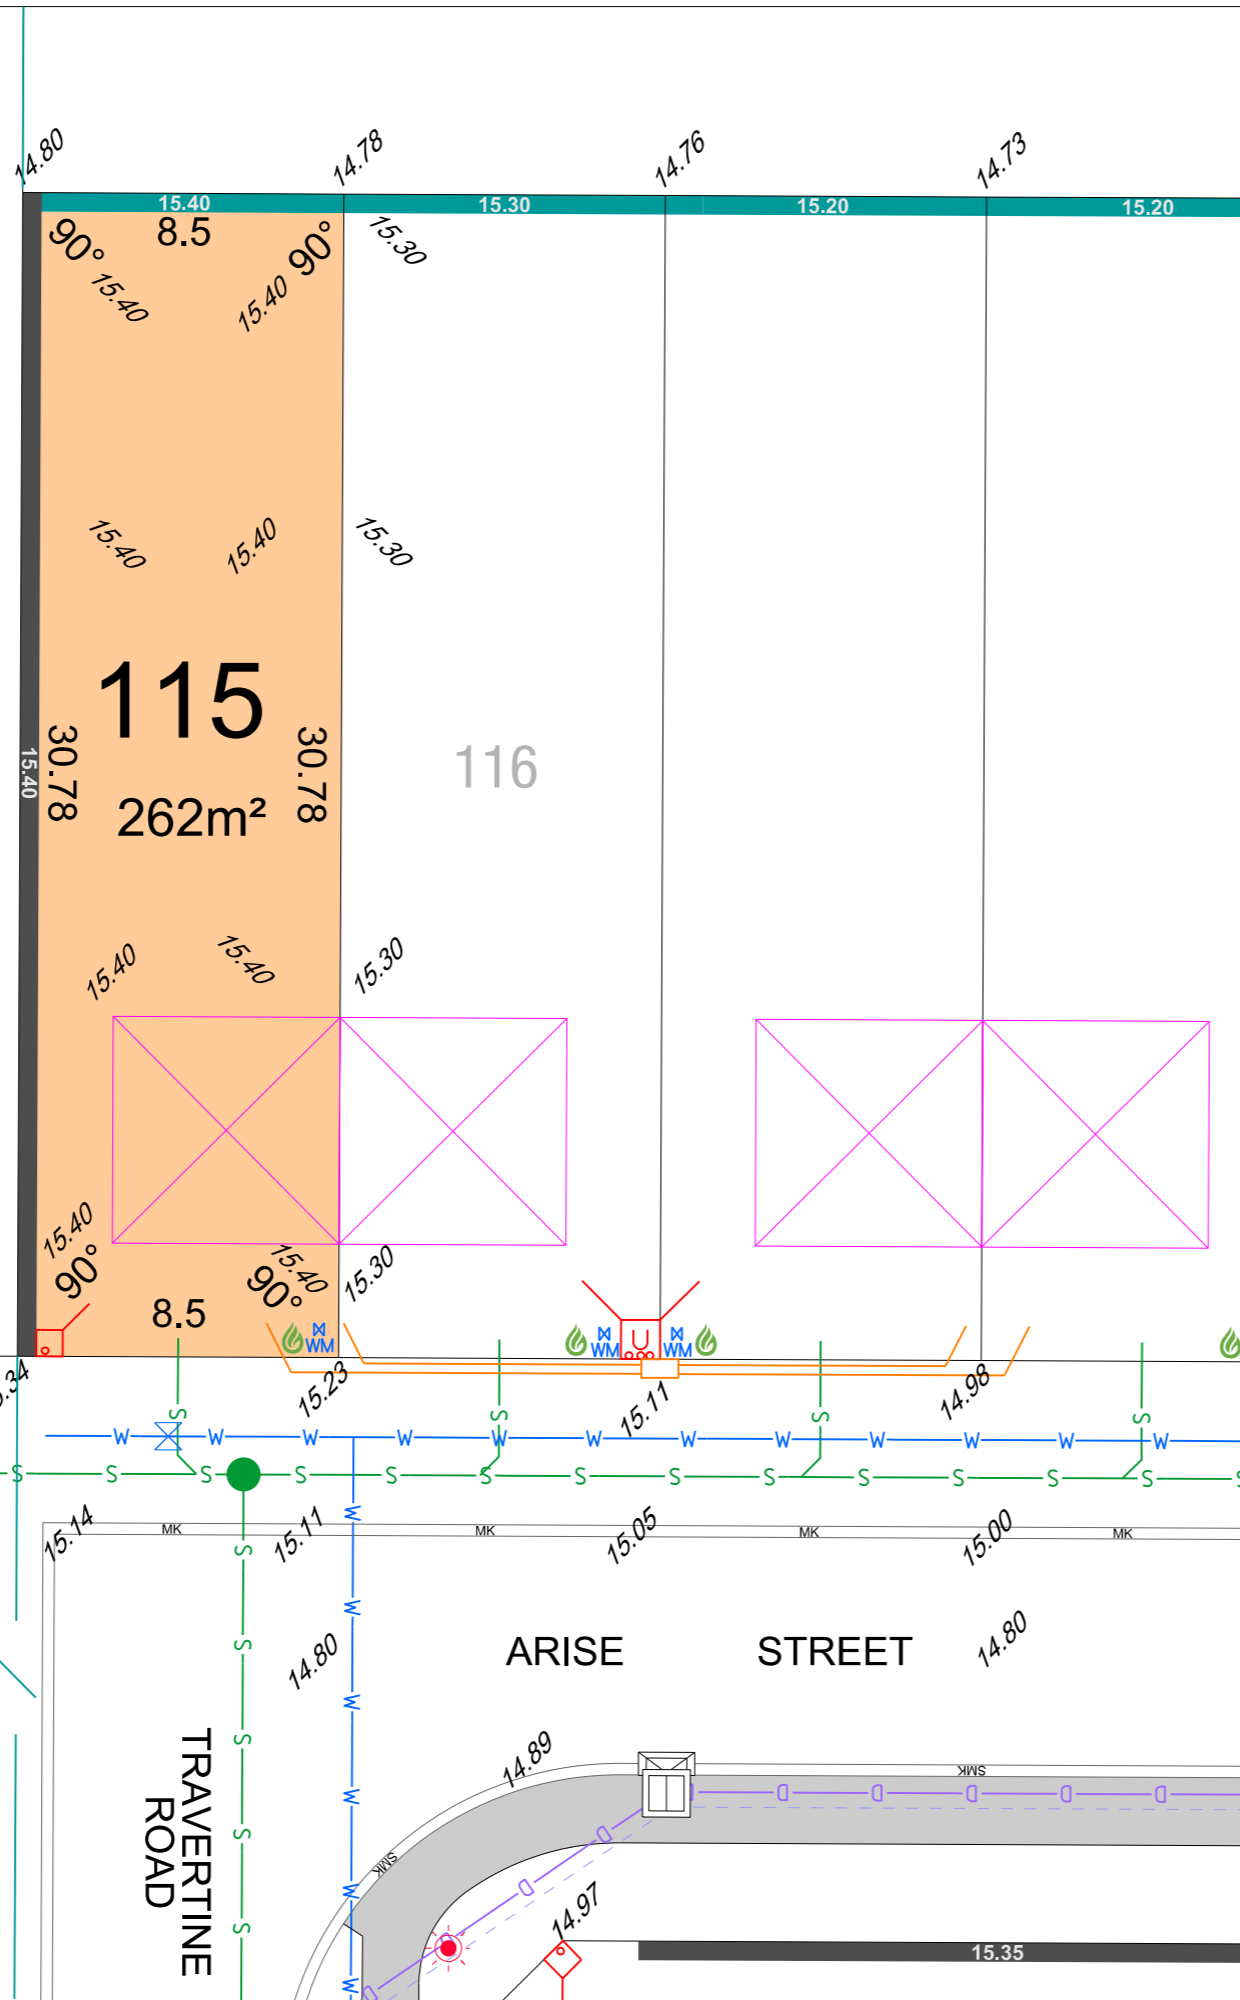 14.80
14.78
14.76
14.73
15.40
15.30
15.20
15.20
8.5
90°
90°
15.30
15.40
15.40
15.40
15.40
15.30
115
116
30.78
30.78
15.40
262m²
15.40
15.40
15.30
15.40
90°
90°
15.40
15.30
8.5
WM
WM
U
WM
15.23
15.11
14.98
S
S
S
S
W
W
W
W
W
W
W
W
W
W
W
W
S
S
S
S
S
S
S
S
S
S
S
S
S
15.14
MK
15.11
MK
15.05
MK
15.00
MK
S
W
W
S
ARISE STREET
14.80
14.80
W
S
TRAVERTINE
ROAD
14.89
SMK
D
D
D
D
D
W
S
D
SMK
D
W
S
14.97
15.35
W
D